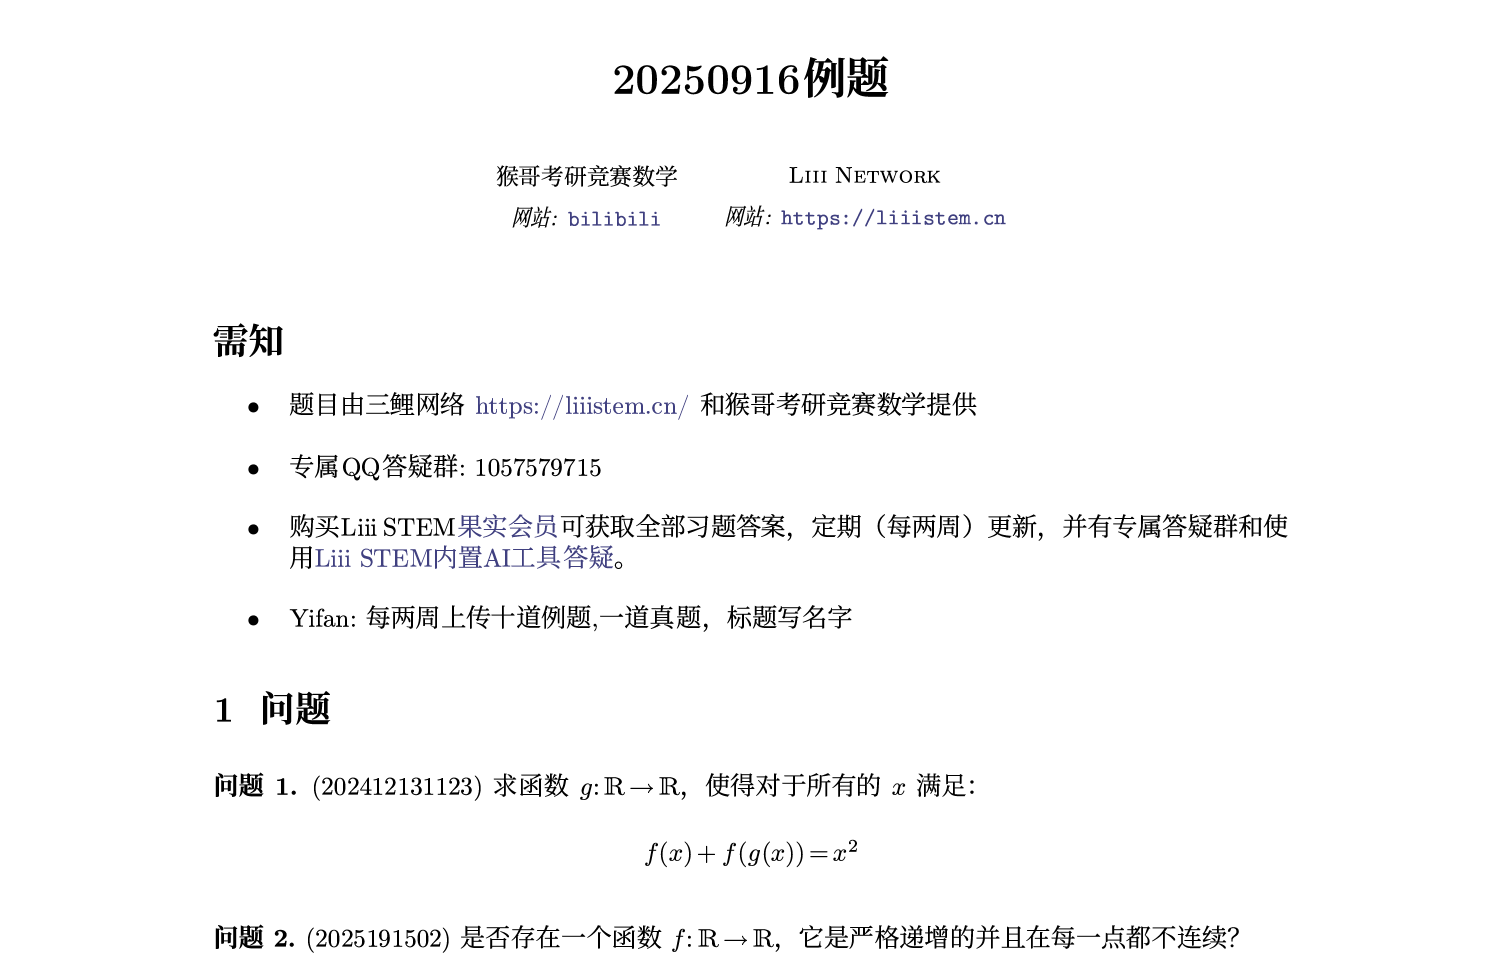 20250916例题
猴哥考研竞赛数学 LIII NETWORK
网站: bilibili 网站: https://liiistem.cn
需知
• 题目由三鲤网络 https://liiistem.cn/ 和猴哥考研竞赛数学提供
• 专属QQ答疑群: 1057579715
• 购买Liii STEM果实会员可获取全部习题答案，定期（每两周）更新，并有专属答疑群和使
用Liii STEM内置AI工具答疑。
• Yifan: 每两周上传十道例题,一道真题，标题写名字
1 问题
问题 1. (202412131123) 求函数 g:ℝ→ℝ，使得对于所有的 x 满足：
f(x)+f(g(x))=x²
问题 2. (2025191502) 是否存在一个函数 f:ℝ→ℝ，它是严格递增的并且在每一点都不连续？